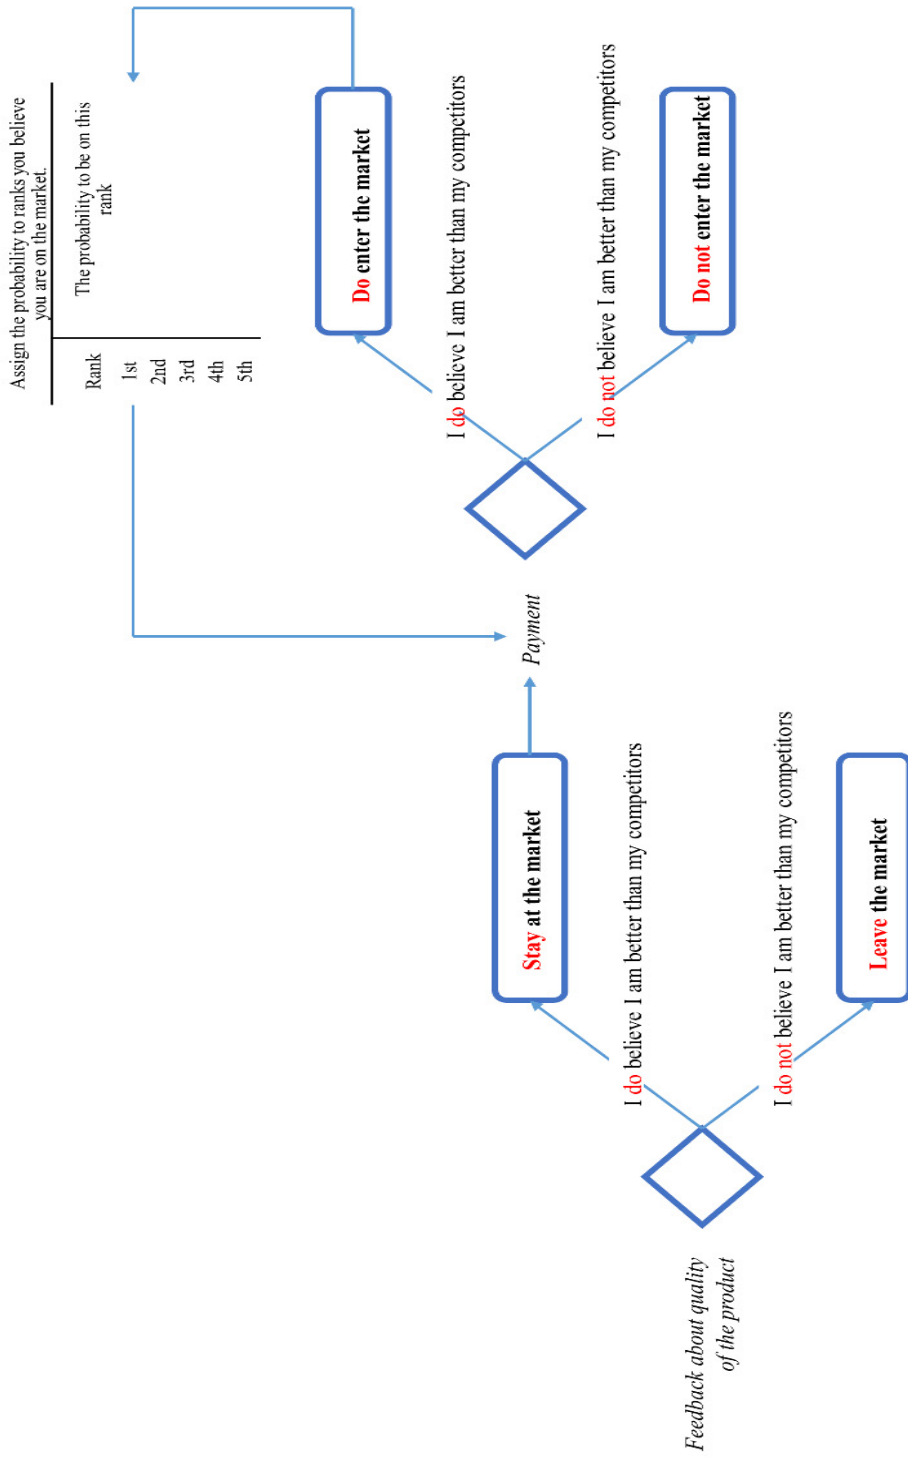 Assign the probability to ranks you believe
you are on the market.
Rank
The probability to be on this
rank
1st
2nd
3rd
4th
5th
Do enter the market
I do believe I am better than my competitors
I do not believe I am better than my competitors
Do not enter the market
Payment
Stay at the market
I do believe I am better than my competitors
I do not believe I am better than my competitors
Leave the market
Feedback about quality
of the product